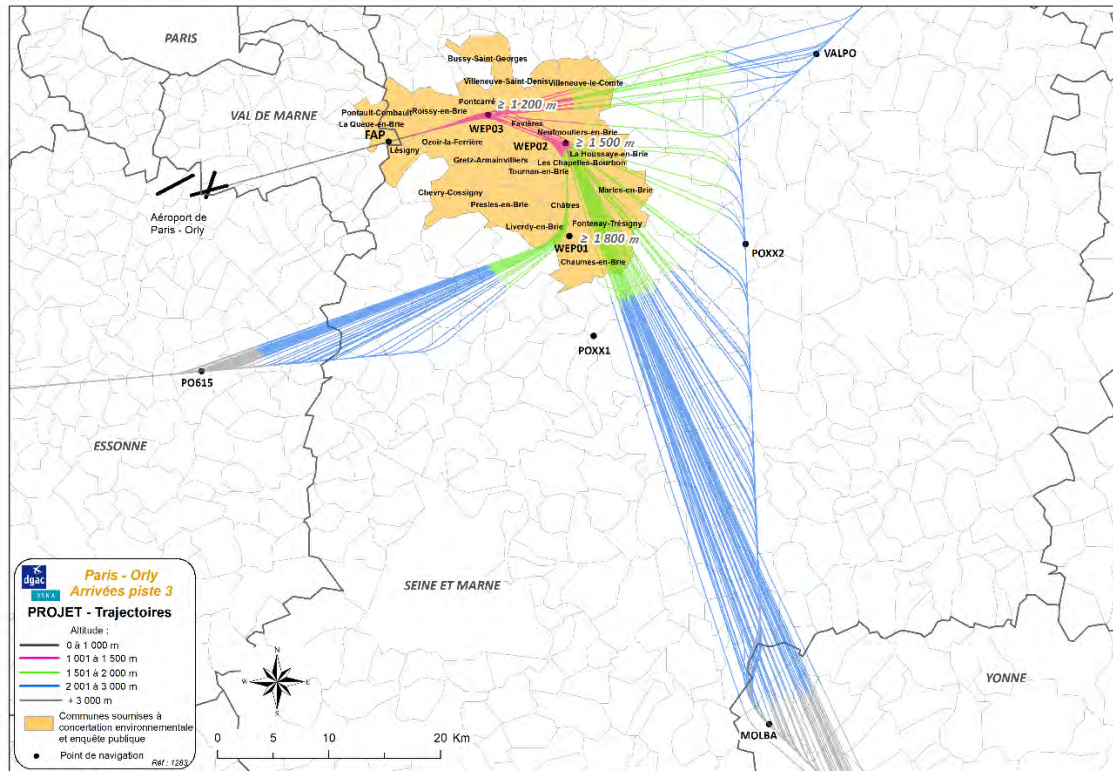 PARIS
VALPO
Bussy-Saint-Georges
Villeneuve-Saint-Denis
Villeneuve-le-Comte
VAL DE MARNE
Pontcarré
≥ 1 200 m
Pontault-Combault
Roissy-en-Brie
La Queue-en-Brie
WEP03
Favières
FAP
Neufmoutiers-en-Brie
Ozoir-la-Ferrière
WEP02
≥ 1 500 m
Lésigny
La Houssaye-en-Brie
Gretz-Armainvilliers
Les Chapelles-Bourbon
Tournan-en-Brie
Chevry-Cossigny
Marles-en-Brie
Presles-en-Brie
Châtres
Aéroport de
Paris - Orly
Liverdy-en-Brie
Fontenay-Trésigny
≥ 1 800 m
WEP01
POXX2
Chaumes-en-Brie
POXX1
PO615
ESSONNE
SEINE ET MARNE
YONNE
MOLBA
dgac
DSNA
Paris - Orly
Arrivées piste 3
PROJET - Trajectoires
Altitude :
0 à 1 000 m
1 001 à 1 500 m
1 501 à 2 000 m
2 001 à 3 000 m
+ 3 000 m
Communes soumises à
concertation environnementale
et enquête publique
Point de navigation
Réf : 1283
N
W
E
S
0 5 10 20 Km